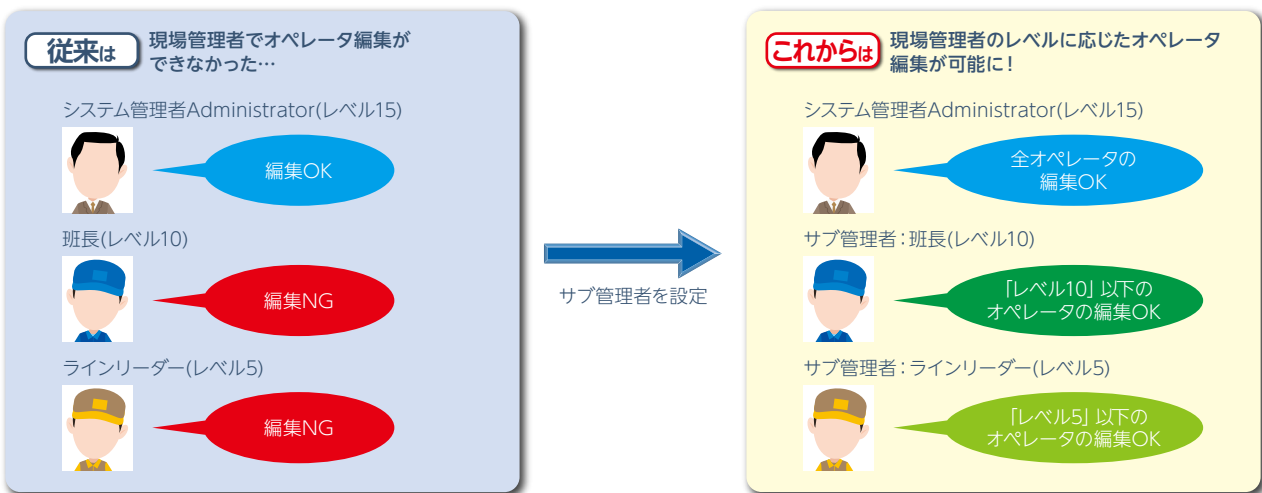 従来は
現場管理者でオペレータ編集が
できなかった…
システム管理者Administrator(レベル15)
編集OK
班長(レベル10)
編集NG
ラインリーダー(レベル5)
編集NG
サブ管理者を設定
これからは
現場管理者のレベルに応じたオペレータ
編集が可能に!
システム管理者Administrator(レベル15)
全オペレータの
編集OK
サブ管理者:班長(レベル10)
「レベル10」以下の
オペレータの編集OK
サブ管理者:ラインリーダー(レベル5)
「レベル5」以下の
オペレータの編集OK